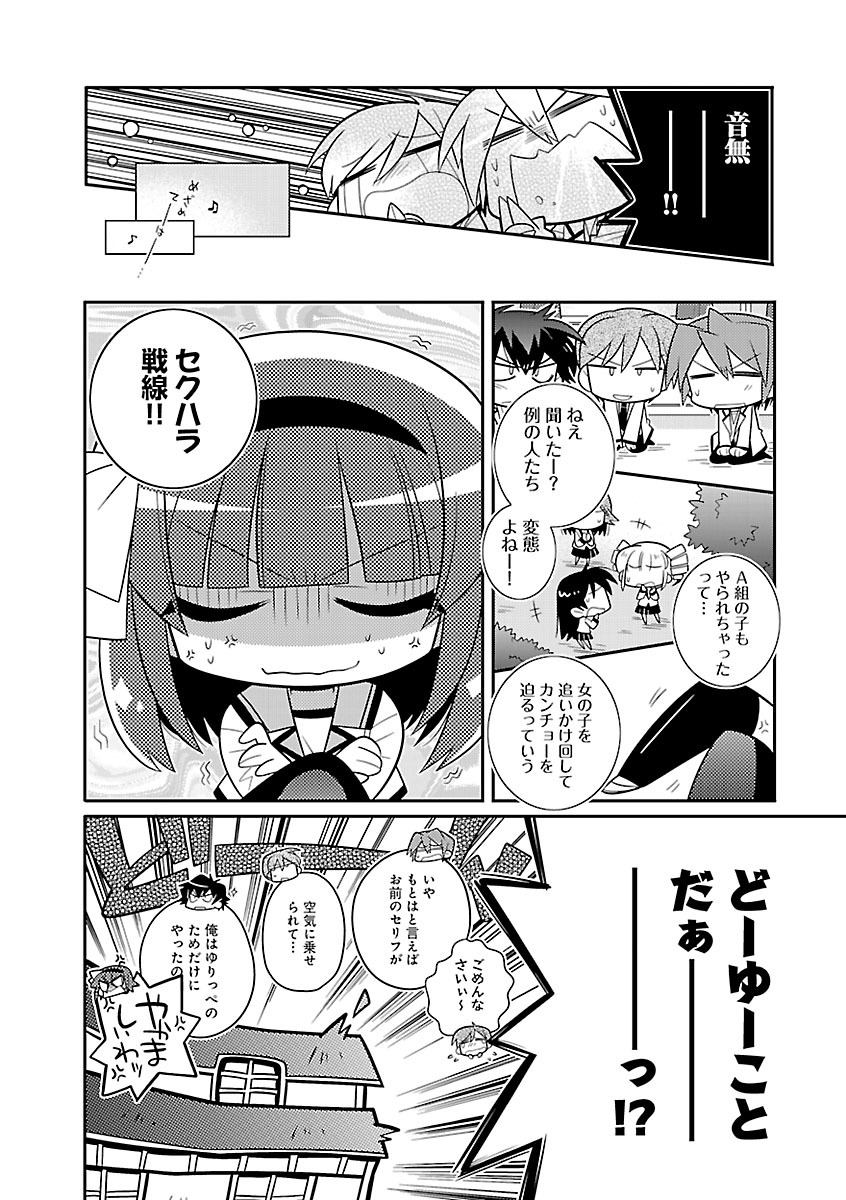 音無
――!!
めざめ
は
て
…
♪
♪
ねえ
聞いたー?
例の人たち
変態
よねー!
A組の子も
やられちゃった
って…
女の子を
追いかけ回して
カンチョーを
迫るっていう
セクハラ
戦線!!
どーゆーこと
だぁ――
――っ!?
ごめんな
さいぃ~
いや
もとはと言えば
お前のセリフが
空気に乗せ
られて…
俺はゆりっぺの
ためだけに
やったの
やかま
しいわッ